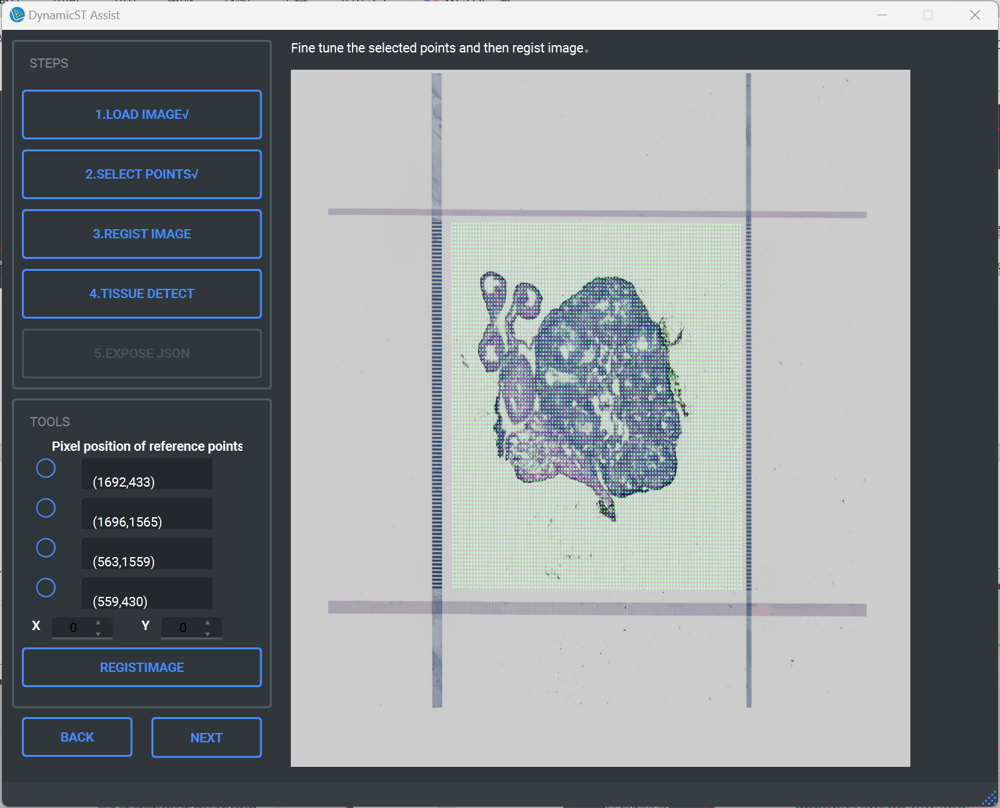 DynamicST Assist
STEPS
1.LOAD IMAGE√
2.SELECT POINTS√
3.REGIST IMAGE
4.TISSUE DETECT
5.EXPOSE JSON
TOOLS
Pixel position of reference points
(1692,433)
(1696,1565)
(563,1559)
(559,430)
X 0 Y 0
REGISTIMAGE
BACK NEXT
Fine tune the selected points and then regist image。